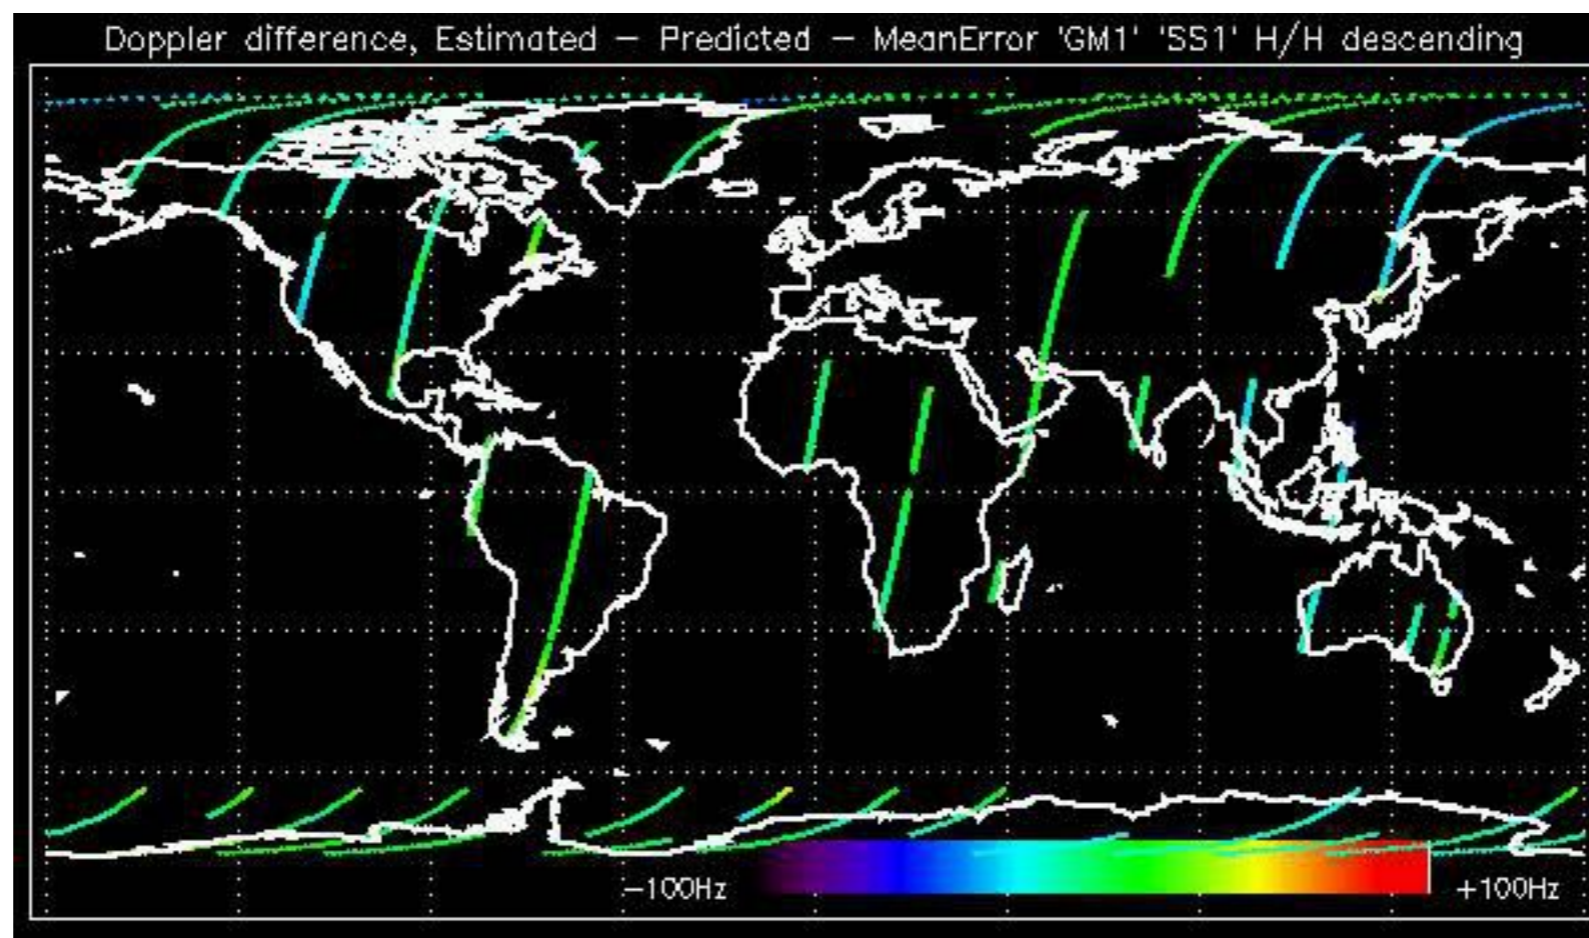 Doppler difference, Estimated – Predicted – MeanError 'GM1' 'SS1' H/H descending
–100Hz +100Hz